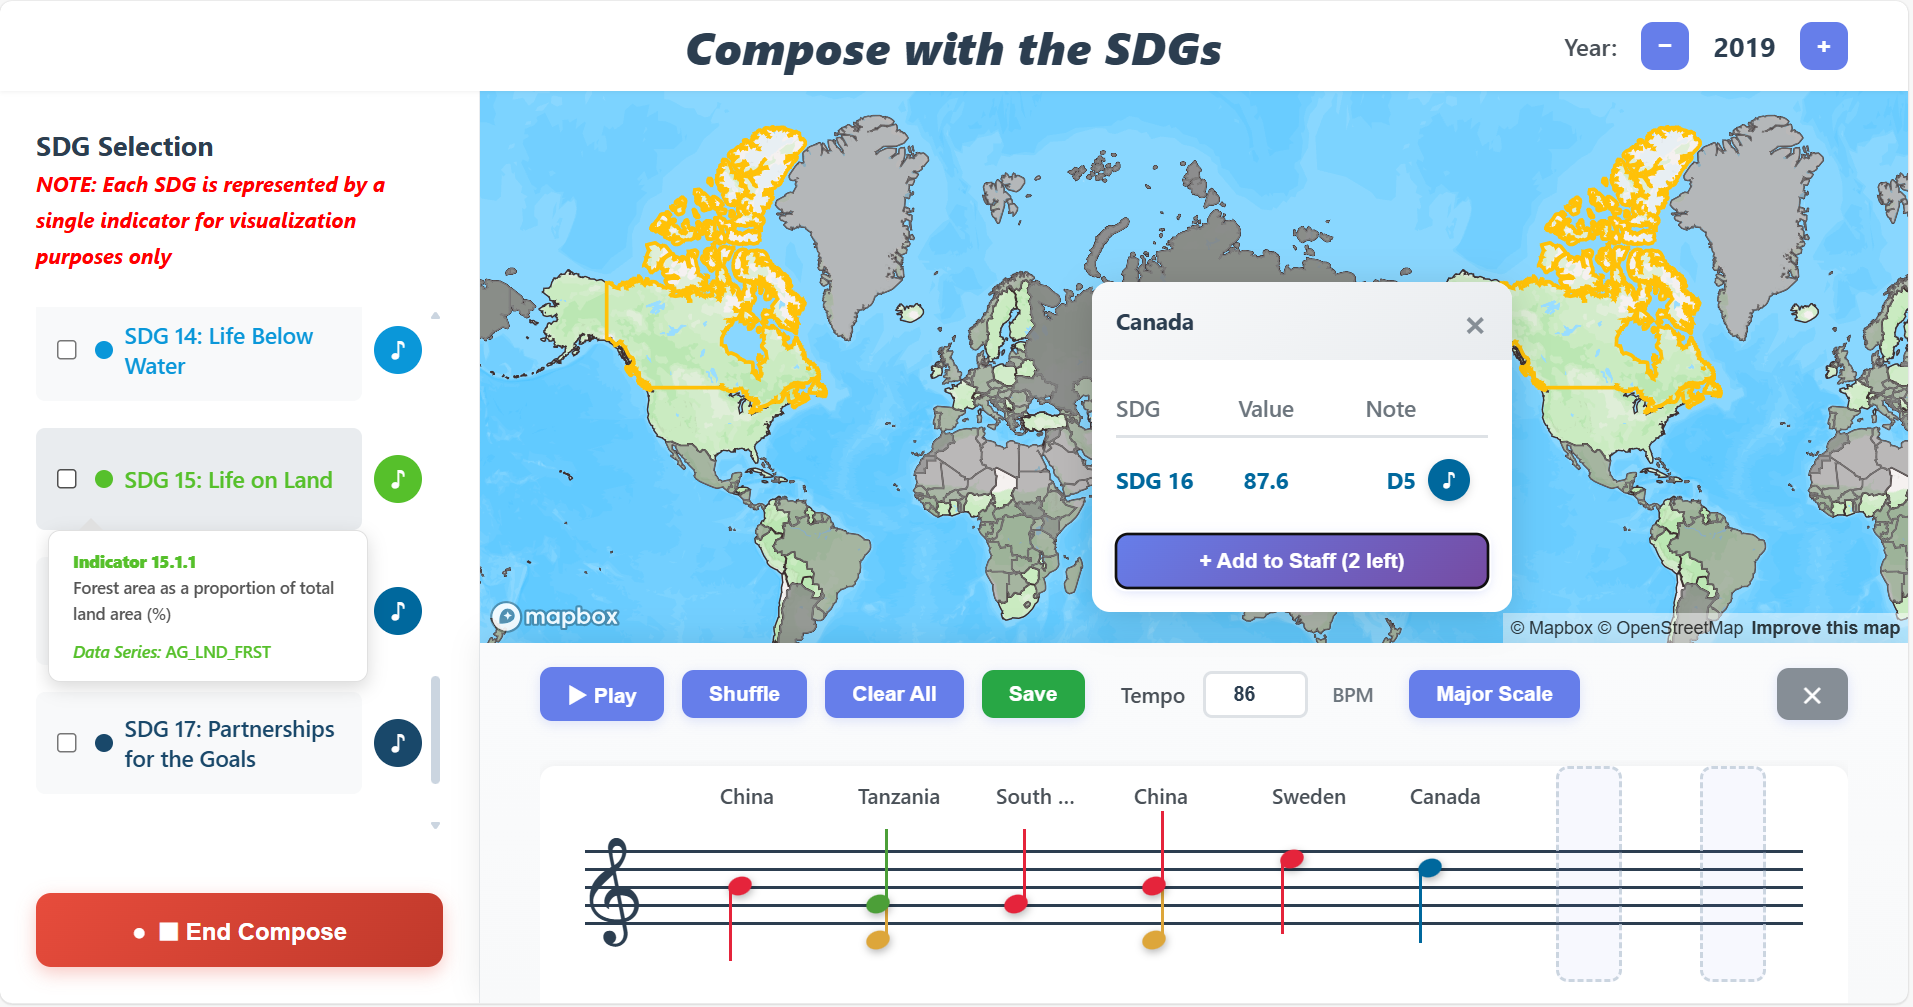 Compose with the SDGs
Year:
−
2019
+
SDG Selection
NOTE: Each SDG is represented by a
single indicator for visualization
purposes only
SDG 14: Life Below
Water
SDG 15: Life on Land
Indicator 15.1.1
Forest area as a proportion of total
land area (%)
Data Series: AG_LND_FRST
SDG 17: Partnerships
for the Goals
End Compose
Canada
×
SDG Value Note
SDG 16 87.6 D5
+ Add to Staff (2 left)
mapbox
© Mapbox © OpenStreetMap Improve this map
Play
Shuffle
Clear All
Save
Tempo
86
BPM
Major Scale
×
China Tanzania South ... China Sweden Canada